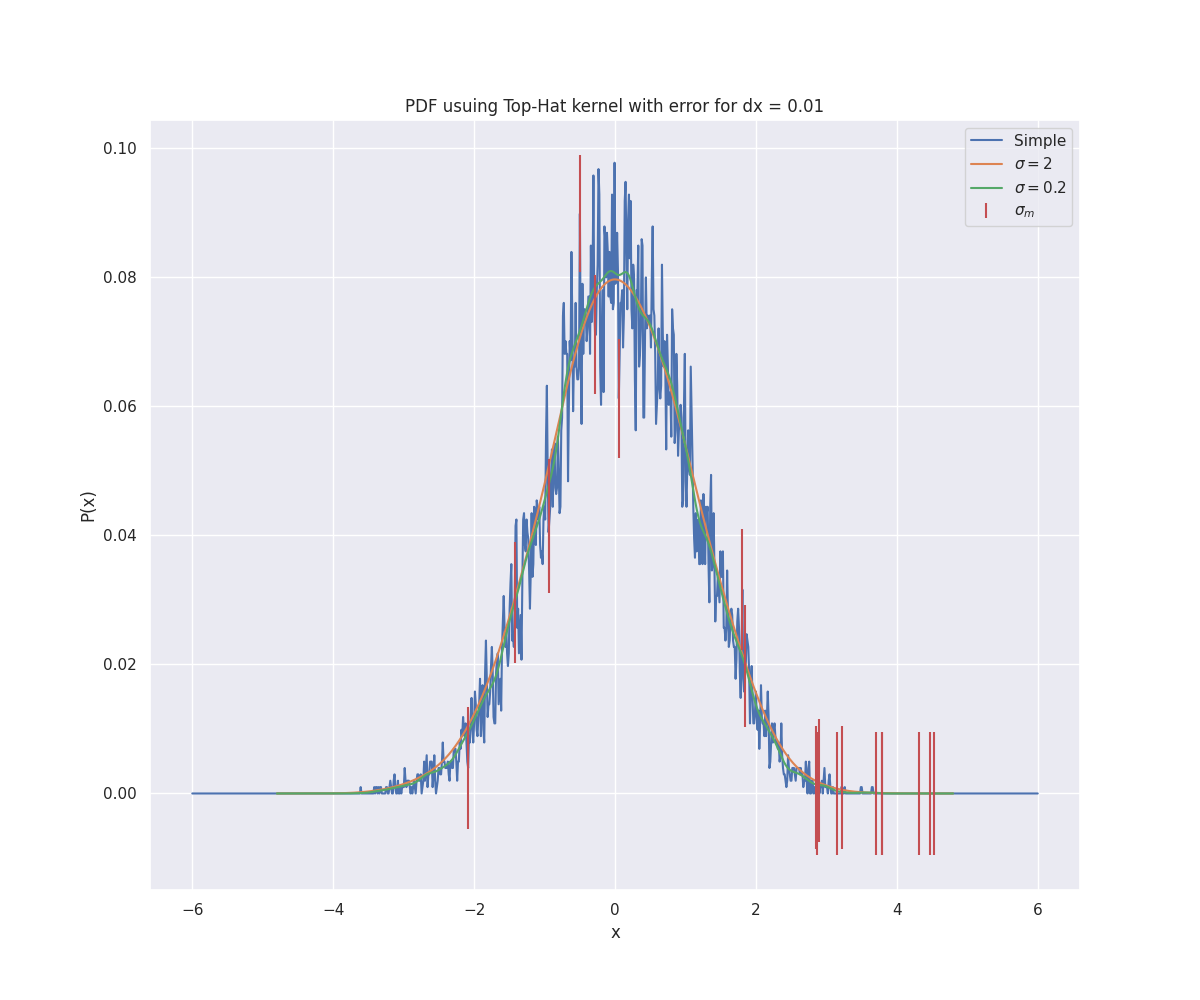 PDF usuing Top-Hat kernel with error for dx = 0.01
Simple
σ = 2
σ = 0.2
σₘ
P(x)
0.10
0.08
0.06
0.04
0.02
0.00
−6
−4
−2
0
2
4
6
x